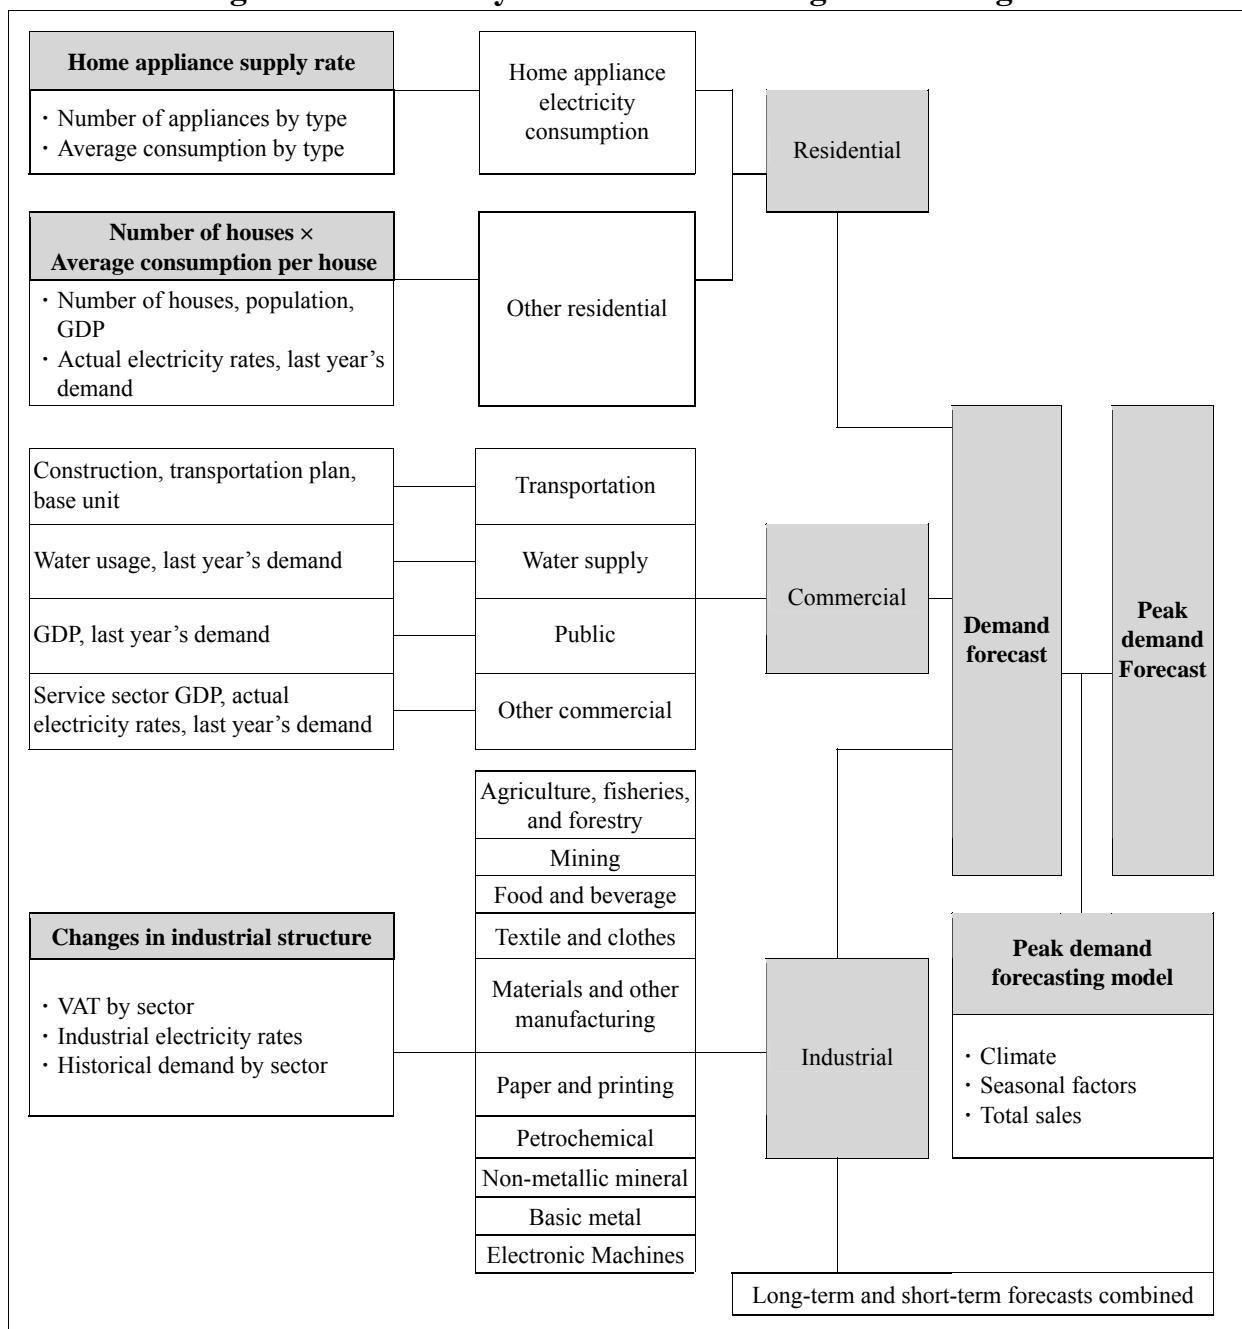 Home appliance supply rate
・Number of appliances by type
・Average consumption by type
Home appliance
electricity
consumption
Residential
Number of houses ×
Average consumption per house
・Number of houses, population,
GDP
・Actual electricity rates, last year’s
demand
Other residential
Construction, transportation plan,
base unit
Transportation
Water usage, last year’s demand
Water supply
GDP, last year’s demand
Public
Service sector GDP, actual
electricity rates, last year’s demand
Other commercial
Commercial
Demand
forecast
Peak
demand
Forecast
Agriculture, fisheries,
and forestry
Mining
Food and beverage
Textile and clothes
Materials and other
manufacturing
Paper and printing
Petrochemical
Non-metallic mineral
Basic metal
Electronic Machines
Changes in industrial structure
・VAT by sector
・Industrial electricity rates
・Historical demand by sector
Industrial
Peak demand
forecasting model
・Climate
・Seasonal factors
・Total sales
Long-term and short-term forecasts combined